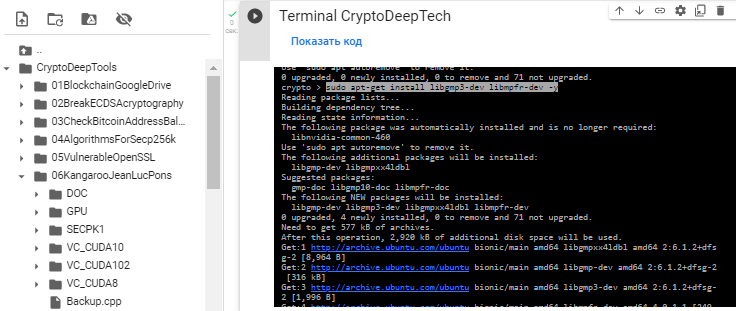 ..
CryptoDeepTools
01BlockchainGoogleDrive
02BreakECDSAcryptography
03CheckBitcoinAddressBal...
04AlgorithmsForSecp256k
05VulnerableOpenSSL
06KangarooJeanLucPons
DOC
GPU
SECPK1
VC_CUDA10
VC_CUDA102
VC_CUDA8
Backup.cpp
0
сек.
Terminal CryptoDeepTech
Показать код
Use 'sudo apt autoremove' to remove it.
0 upgraded, 0 newly installed, 0 to remove and 71 not upgraded.
crypto > sudo apt-get install libgmp3-dev libmpfr-dev -y
Reading package lists...
Building dependency tree...
Reading state information...
The following package was automatically installed and is no longer required:
libnvidia-common-460
Use 'sudo apt autoremove' to remove it.
The following additional packages will be installed:
libgmp-dev libgmpxx4ldbl
Suggested packages:
gmp-doc libgmp10-doc libmpfr-doc
The following NEW packages will be installed:
libgmp-dev libgmp3-dev libgmpxx4ldbl libmpfr-dev
0 upgraded, 4 newly installed, 0 to remove and 71 not upgraded.
Need to get 577 kB of archives.
After this operation, 2,920 kB of additional disk space will be used.
Get:1 http://archive.ubuntu.com/ubuntu bionic/main amd64 libgmpxx4ldbl amd64 2:6.1.2+dfs
g-2 [8,964 B]
Get:2 http://archive.ubuntu.com/ubuntu bionic/main amd64 libgmp-dev amd64 2:6.1.2+dfsg-2
[316 kB]
Get:3 http://archive.ubuntu.com/ubuntu bionic/main amd64 libgmp3-dev amd64 2:6.1.2+dfsg
-2 [1,996 B]